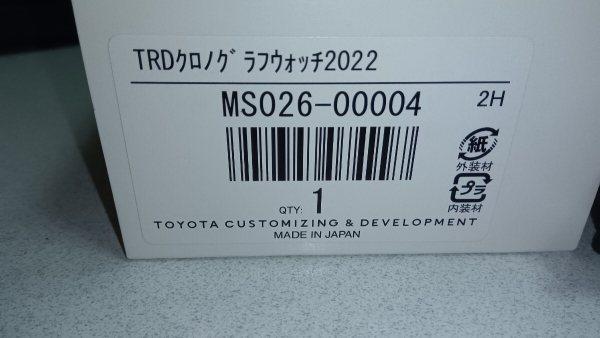 TRDｸﾛﾉｸﾞﾗﾌｳｫｯﾁ2022
MS026-00004 2H
紙
外装材
プラ
内装材
QTY: 1
TOYOTA CUSTOMIZING & DEVELOPMENT
MADE IN JAPAN